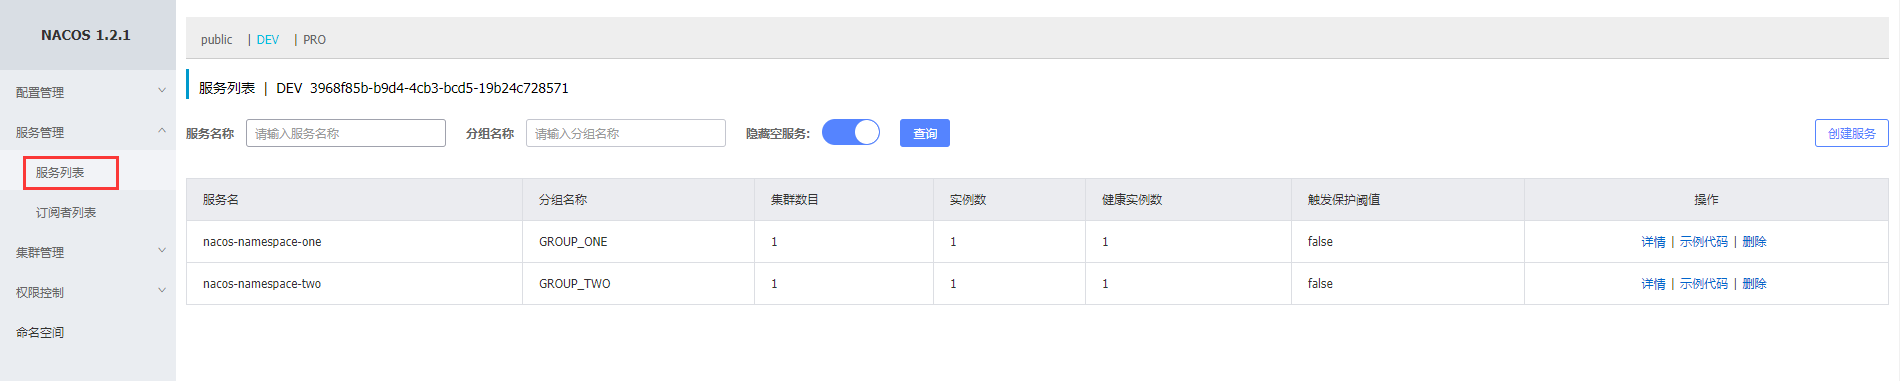 NACOS 1.2.1
配置管理
服务管理
服务列表
订阅者列表
集群管理
权限控制
命名空间
public | DEV | PRO
服务列表 | DEV 3968f85b-b9d4-4cb3-bcd5-19b24c728571
服务名称 请输入服务名称 分组名称 请输入分组名称 隐藏空服务: 查询 创建服务
服务名 分组名称 集群数目 实例数 健康实例数 触发保护阈值 操作
nacos-namespace-one GROUP_ONE 1 1 1 false 详情 | 示例代码 | 删除
nacos-namespace-two GROUP_TWO 1 1 1 false 详情 | 示例代码 | 删除